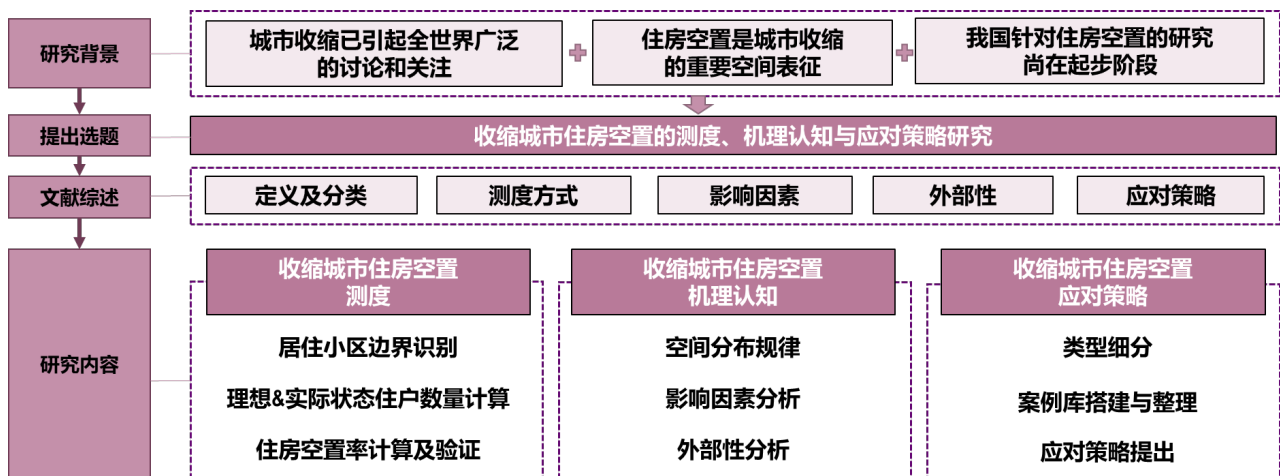 研究背景
城市收缩已引起全世界广泛
的讨论和关注
住房空置是城市收缩
的重要空间表征
我国针对住房空置的研究
尚在起步阶段
提出选题
收缩城市住房空置的测度、机理认知与应对策略研究
文献综述
定义及分类
测度方式
影响因素
外部性
应对策略
研究内容
收缩城市住房空置
测度
居住小区边界识别
理想&实际状态住户数量计算
住房空置率计算及验证
收缩城市住房空置
机理认知
空间分布规律
影响因素分析
外部性分析
收缩城市住房空置
应对策略
类型细分
案例库搭建与整理
应对策略提出